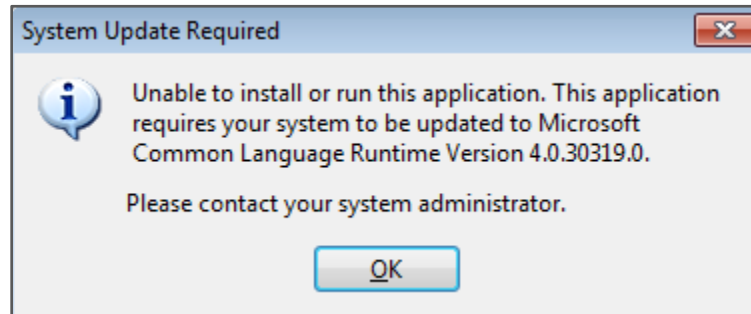 System Update Required
Unable to install or run this application. This application
requires your system to be updated to Microsoft
Common Language Runtime Version 4.0.30319.0.
Please contact your system administrator.
OK